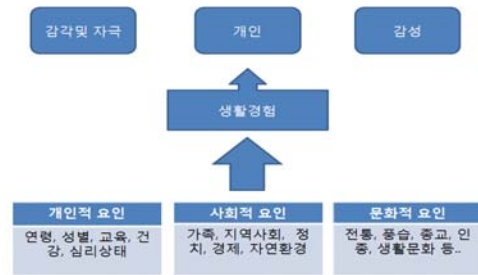 감각및 자극
개인
감성
생활경험
개인적 요인
사회적 요인
문화적 요인
연령, 성별, 교육, 건
강, 심리상태
가족, 지역사회, 정
치, 경제, 자연환경
전통, 풍습, 종교, 인
종, 생활문화 등..